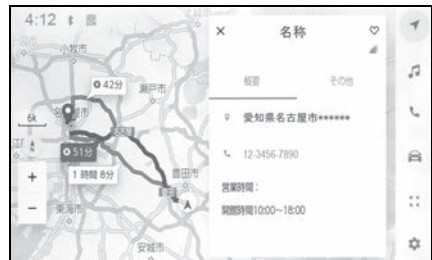 4:12
小牧市
42分
瀬戸市
6k
51分
1 時間 8分
豊田市
東海市
安城市
+
−
名称
概要
その他
愛知県名古屋市******
12-3456-7890
営業時間：
開館時間10:00〜18:00